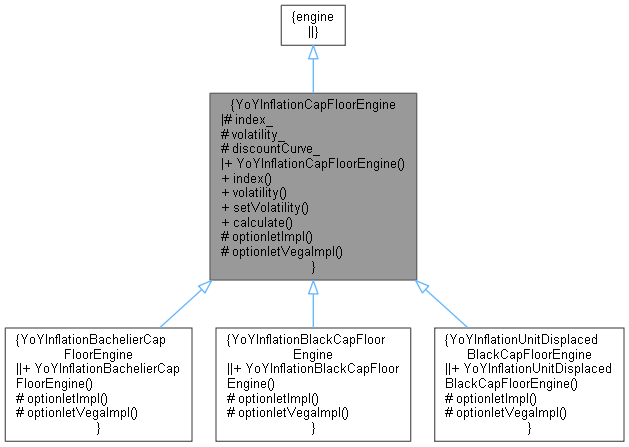 {engine
||}
{YoYInflationCapFloorEngine
|# index_
# volatility_
# discountCurve_
|+ YoYInflationCapFloorEngine()
+ index()
+ volatility()
+ setVolatility()
+ calculate()
# optionletImpl()
# optionletVegaImpl()
}
{YoYInflationBachelierCap
FloorEngine
||+ YoYInflationBachelierCap
FloorEngine()
# optionletImpl()
# optionletVegaImpl()
}
{YoYInflationBlackCapFloor
Engine
||+ YoYInflationBlackCapFloor
Engine()
# optionletImpl()
# optionletVegaImpl()
}
{YoYInflationUnitDisplaced
BlackCapFloorEngine
||+ YoYInflationUnitDisplaced
BlackCapFloorEngine()
# optionletImpl()
# optionletVegaImpl()
}